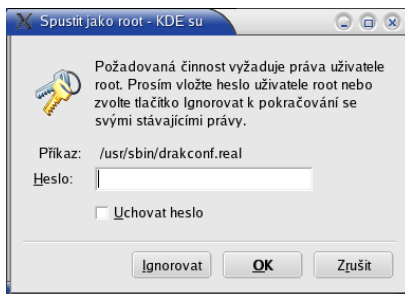 Spustit jako root - KDE su
Požadovaná činnost vyžaduje práva uživatele
root. Prosím vložte heslo uživatele root nebo
zvolte tlačítko Ignorovat k pokračování se
svými stávajícími právy.
Příkaz: /usr/sbin/drakconf.real
Heslo:
Uchovat heslo
Ignorovat OK Zrušit